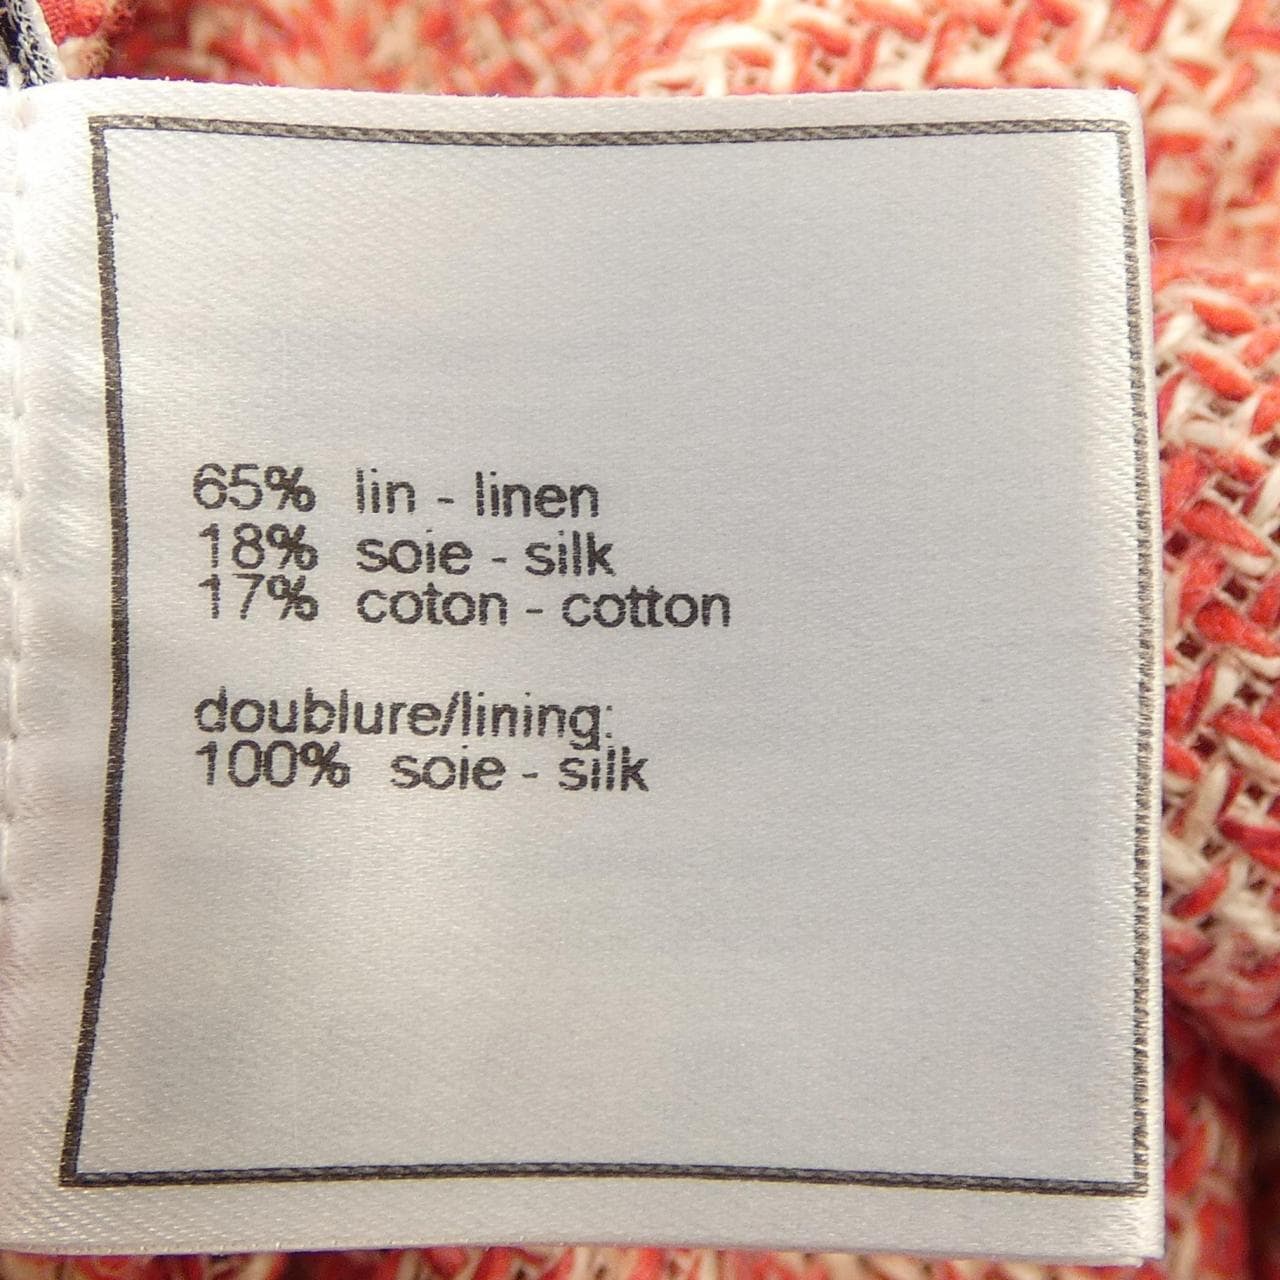 65% lin - linen
18% soie - silk
17% coton - cotton
doublure/lining:
100% soie - silk